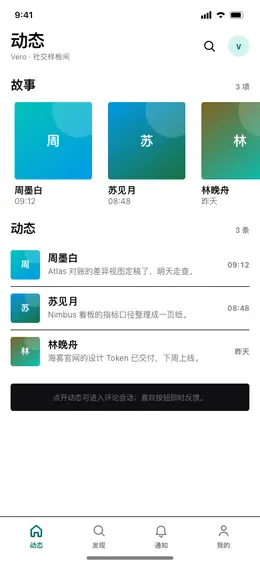 9:41
动态
Vero · 社交样板间
V
故事
3 项
周
苏
林
周墨白
苏见月
林晚舟
09:12
08:48
昨天
动态
3 条
周
周墨白
Atlas 对账的差异视图定稿了，明天走查。
09:12
苏
苏见月
Nimbus 看板的指标口径整理成一页纸。
08:48
林
林晚舟
海雾官网的设计 Token 已交付，下周上线。
昨天
点开动态可进入评论会话；喜欢按钮即时反馈。
动态
发现
通知
我的